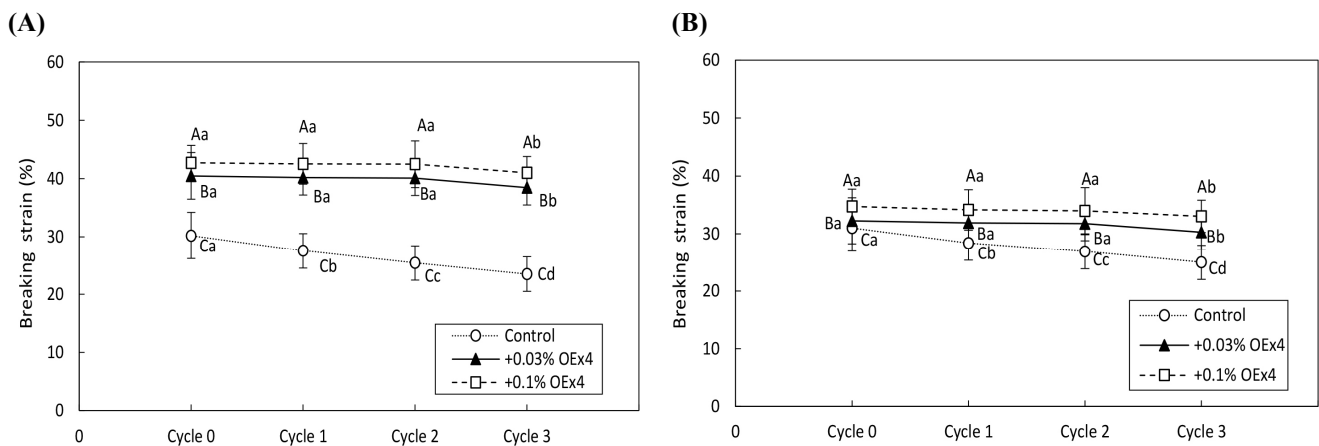 (A)
Breaking strain (%)
60
50
40
30
20
10
0
Aa
Aa
Aa
Ab
Ba
Ba
Ba
Bb
Ca
Cb
Cc
Cd
Control
+0.03% OEx4
+0.1% OEx4
0 Cycle 0 Cycle 1 Cycle 2 Cycle 3
(B)
Breaking strain (%)
60
50
40
30
20
10
0
Aa
Aa
Aa
Ab
Ba
Ba
Ba
Bb
Ca
Cb
Cc
Cd
Control
+0.03% OEx4
+0.1% OEx4
0 Cycle 0 Cycle 1 Cycle 2 Cycle 3